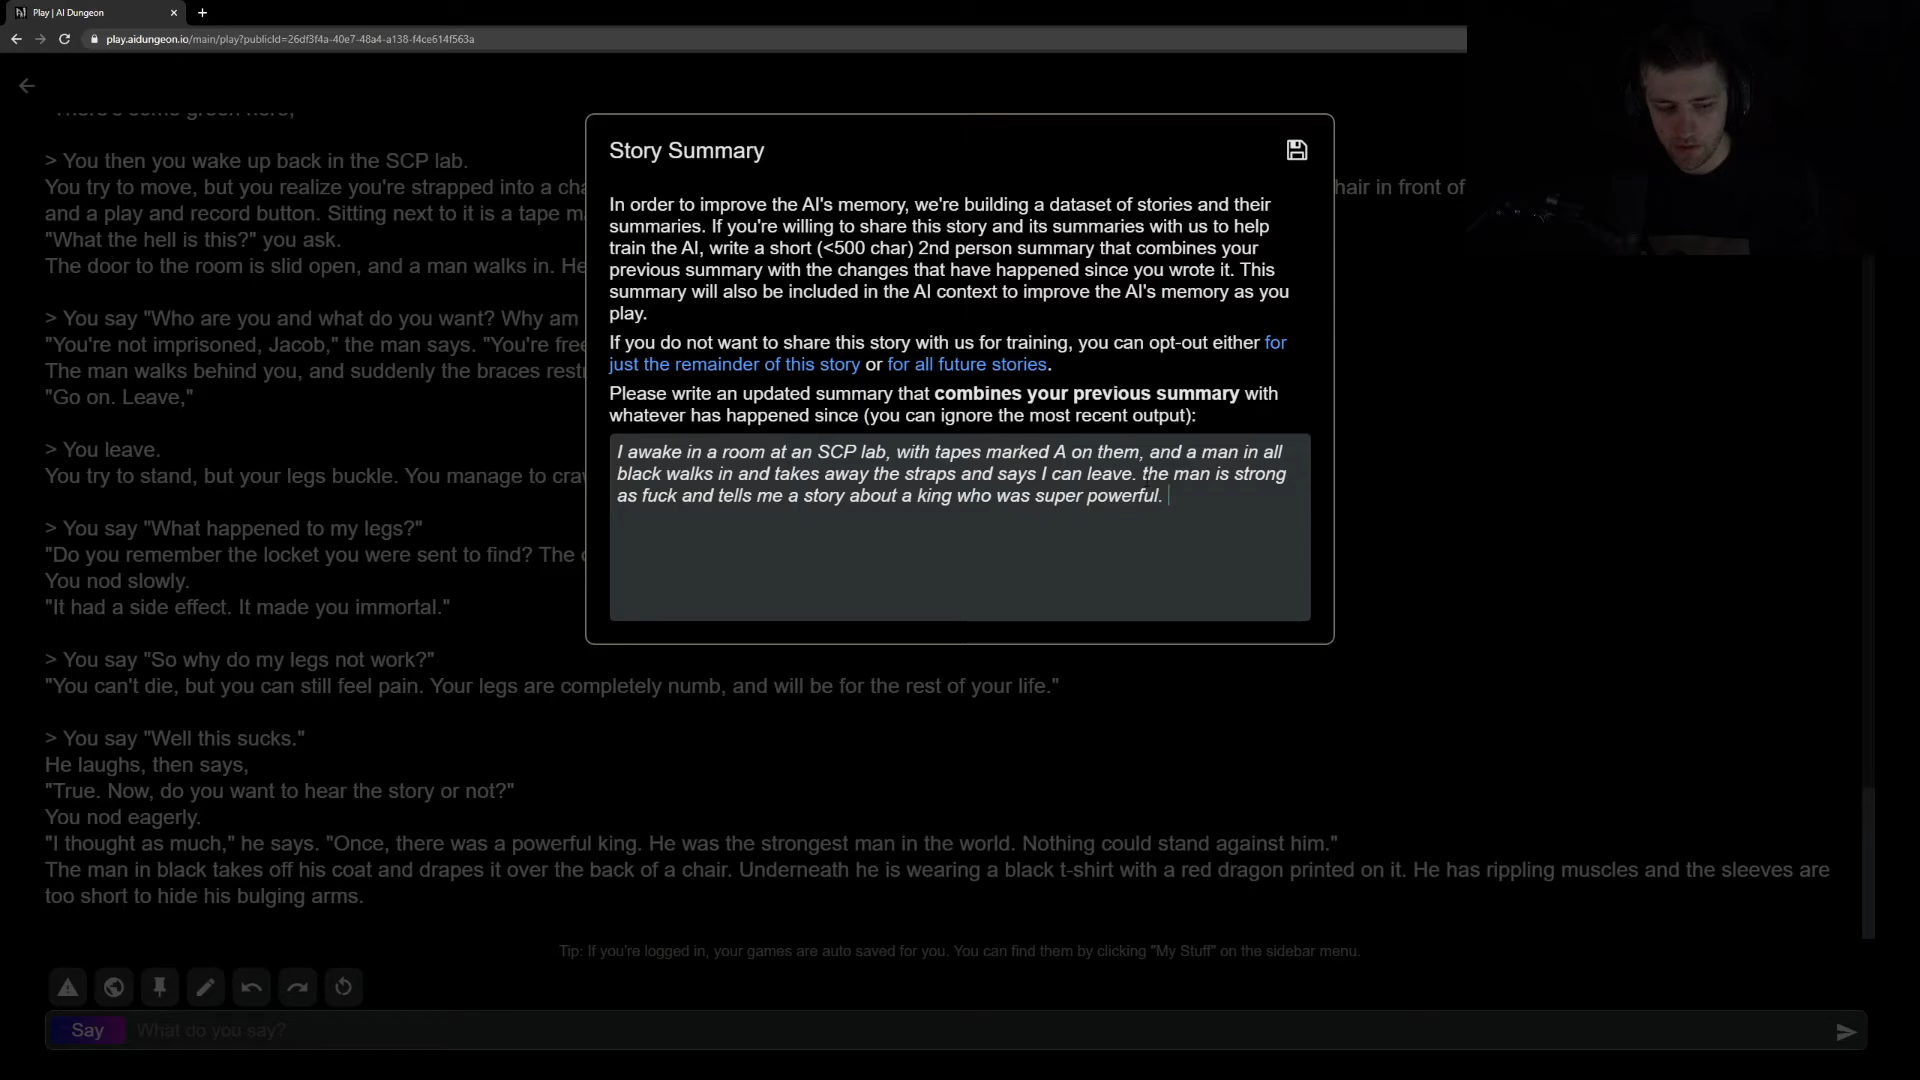 Play | AI Dungeon
play.aidungeon.io/main/play?publicId=26df3f4a-40e7-48a4-a138-f4ce614f563a
"There's some green here,"
> You then you wake up back in the SCP lab.
You try to move, but you realize you're strapped into a cha
hair in front of
and a play and record button. Sitting next to it is a tape ma
"What the hell is this?" you ask.
The door to the room is slid open, and a man walks in. He
> You say "Who are you and what do you want? Why am
"You're not imprisoned, Jacob," the man says. "You're free
The man walks behind you, and suddenly the braces restr
"Go on. Leave,"
> You leave.
You try to stand, but your legs buckle. You manage to craw
> You say "What happened to my legs?"
"Do you remember the locket you were sent to find? The
You nod slowly.
"It had a side effect. It made you immortal."
> You say "So why do my legs not work?"
"You can't die, but you can still feel pain. Your legs are completely numb, and will be for the rest of your life."
> You say "Well this sucks."
He laughs, then says,
"True. Now, do you want to hear the story or not?"
You nod eagerly.
"I thought as much," he says. "Once, there was a powerful king. He was the strongest man in the world. Nothing could stand against him."
The man in black takes off his coat and drapes it over the back of a chair. Underneath he is wearing a black t-shirt with a red dragon printed on it. He has rippling muscles and the sleeves are
too short to hide his bulging arms.
Story Summary
In order to improve the AI's memory, we're building a dataset of stories and their
summaries. If you're willing to share this story and its summaries with us to help
train the AI, write a short (<500 char) 2nd person summary that combines your
previous summary with the changes that have happened since you wrote it. This
summary will also be included in the AI context to improve the AI's memory as you
play.
If you do not want to share this story with us for training, you can opt-out either for
just the remainder of this story or for all future stories.
Please write an updated summary that combines your previous summary with
whatever has happened since (you can ignore the most recent output):
I awake in a room at an SCP lab, with tapes marked A on them, and a man in all
black walks in and takes away the straps and says I can leave. the man is strong
as fuck and tells me a story about a king who was super powerful.
Tip: If you're logged in, your games are auto saved for you. You can find them by clicking "My Stuff" on the sidebar menu.
Say
What do you say?